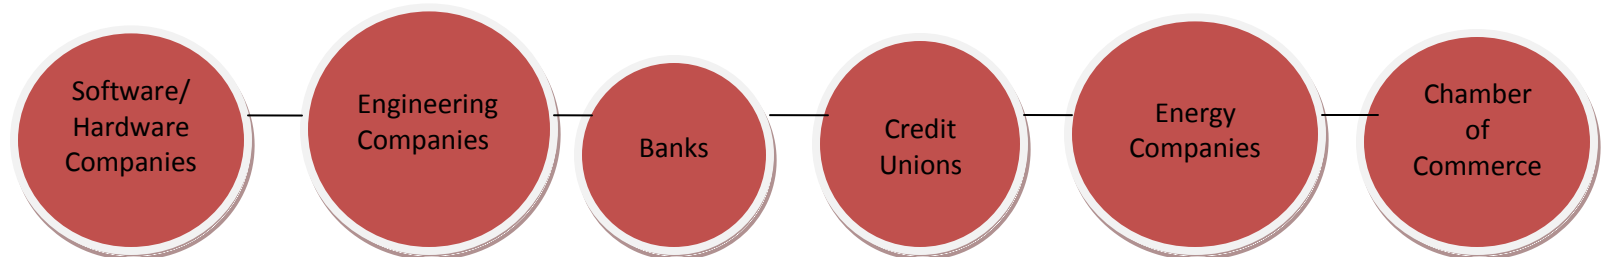 Software/
Hardware
Companies
Engineering
Companies
Banks
Credit
Unions
Energy
Companies
Chamber
of
Commerce